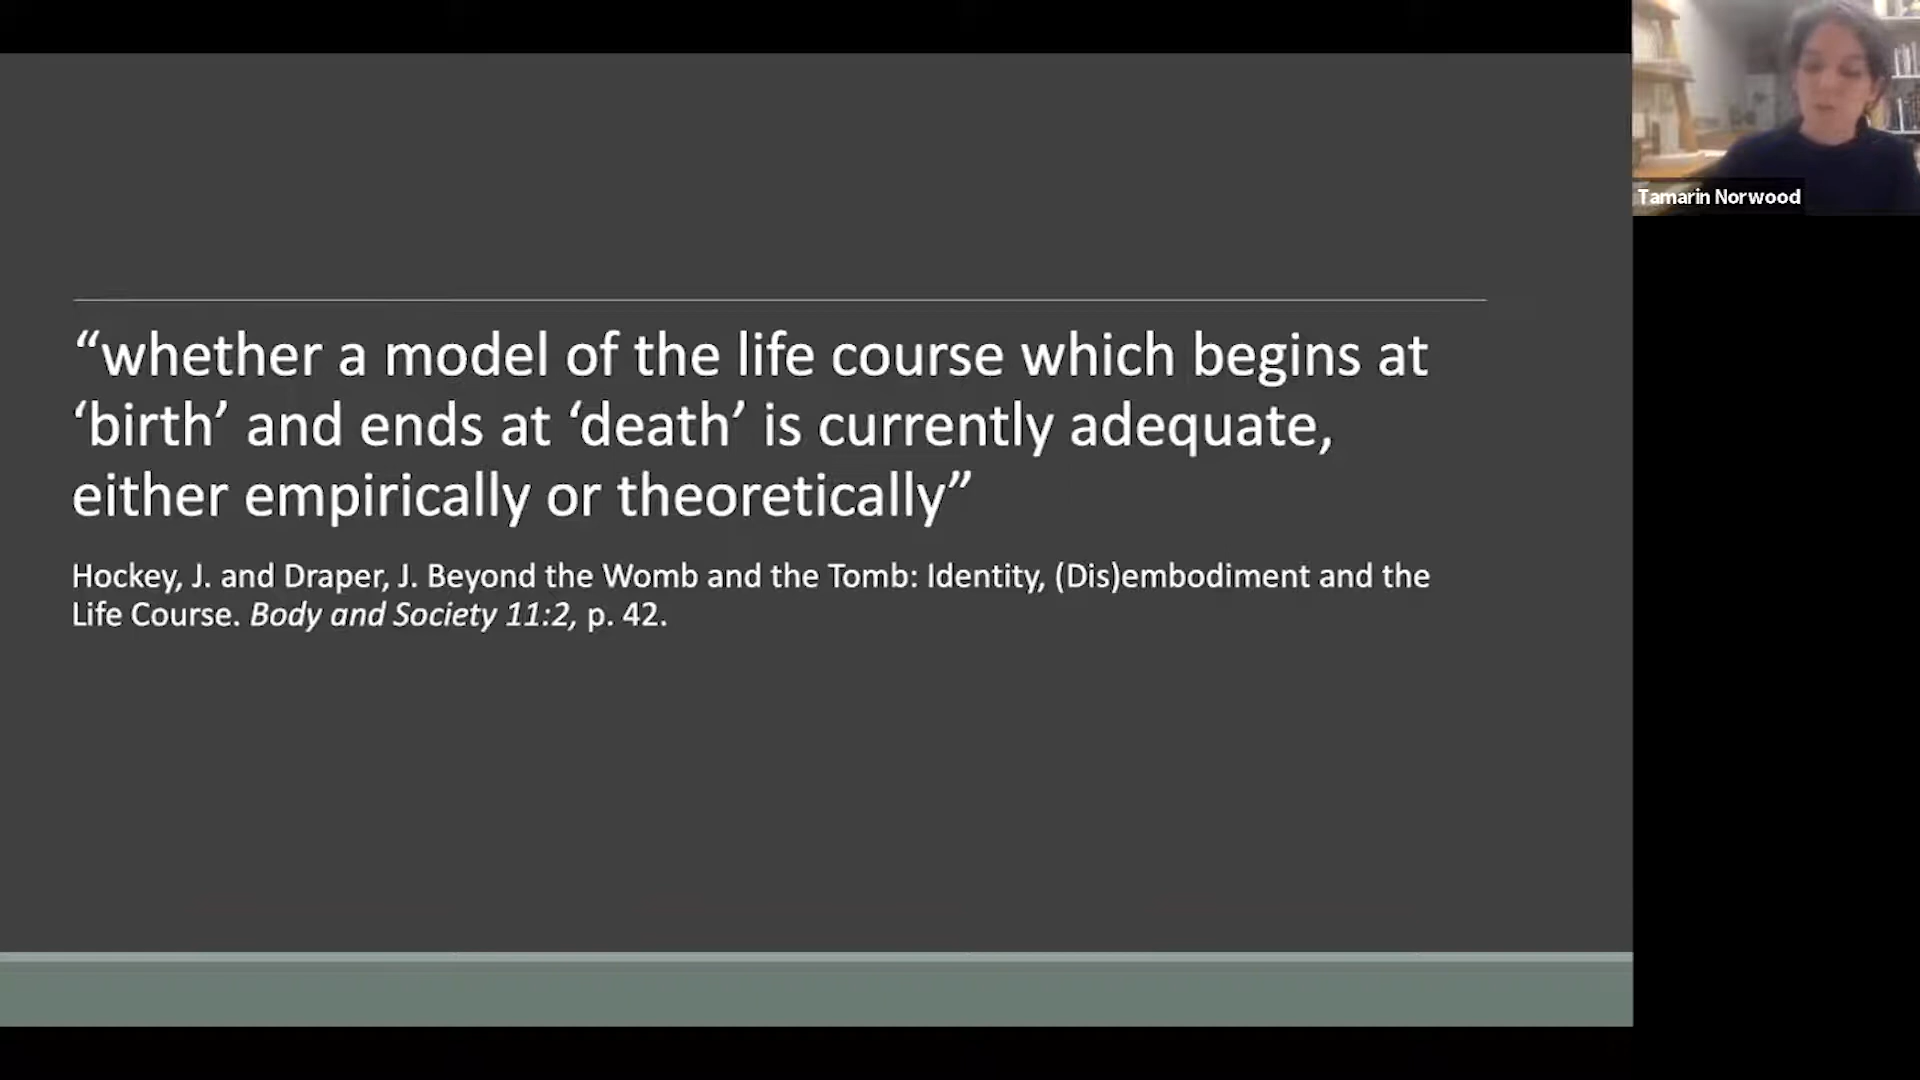 “whether a model of the life course which begins at
‘birth’ and ends at ‘death’ is currently adequate,
either empirically or theoretically”
Hockey, J. and Draper, J. Beyond the Womb and the Tomb: Identity, (Dis)embodiment and the
Life Course. Body and Society 11:2, p. 42.
Tamarin Norwood